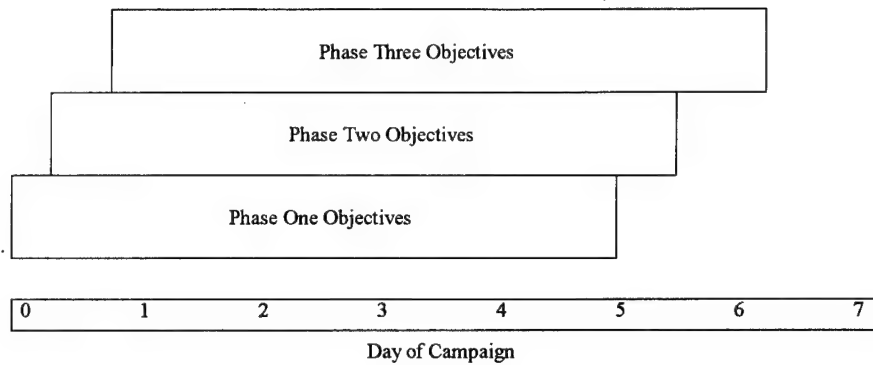 Phase Three Objectives
Phase Two Objectives
Phase One Objectives
0 1 2 3 4 5 6 7
Day of Campaign